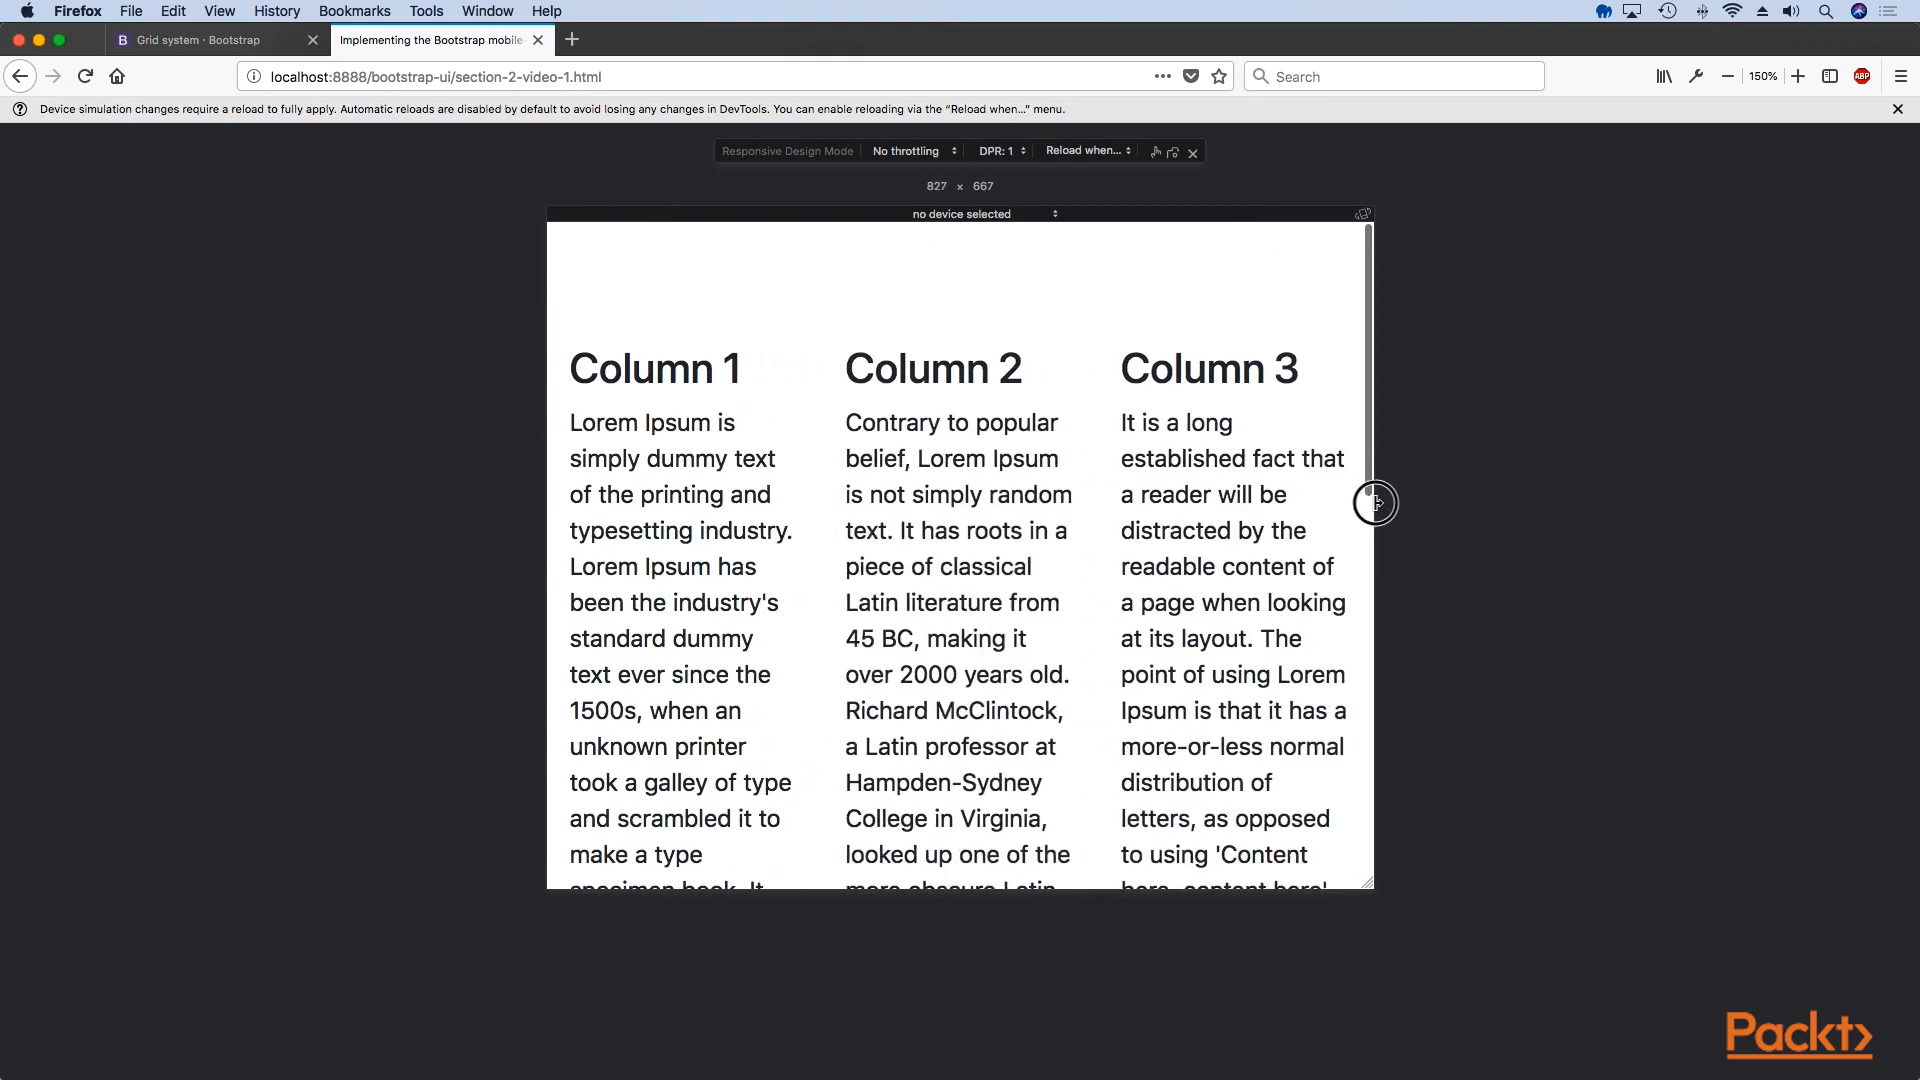 Firefox File Edit View History Bookmarks Tools Window Help
B Grid system · Bootstrap
Implementing the Bootstrap mobile-
localhost:8888/bootstrap-ui/section-2-video-1.html
Search
150%
ABP
Device simulation changes require a reload to fully apply. Automatic reloads are disabled by default to avoid losing any changes in DevTools. You can enable reloading via the “Reload when...” menu.
Responsive Design Mode No throttling DPR: 1 Reload when...
827 x 667
no device selected
Column 1
Lorem Ipsum is
simply dummy text
of the printing and
typesetting industry.
Lorem Ipsum has
been the industry's
standard dummy
text ever since the
1500s, when an
unknown printer
took a galley of type
and scrambled it to
make a type
specimen book. It
Column 2
Contrary to popular
belief, Lorem Ipsum
is not simply random
text. It has roots in a
piece of classical
Latin literature from
45 BC, making it
over 2000 years old.
Richard McClintock,
a Latin professor at
Hampden-Sydney
College in Virginia,
looked up one of the
more obscure Latin
Column 3
It is a long
established fact that
a reader will be
distracted by the
readable content of
a page when looking
at its layout. The
point of using Lorem
Ipsum is that it has a
more-or-less normal
distribution of
letters, as opposed
to using 'Content
here, content here'
Packt>